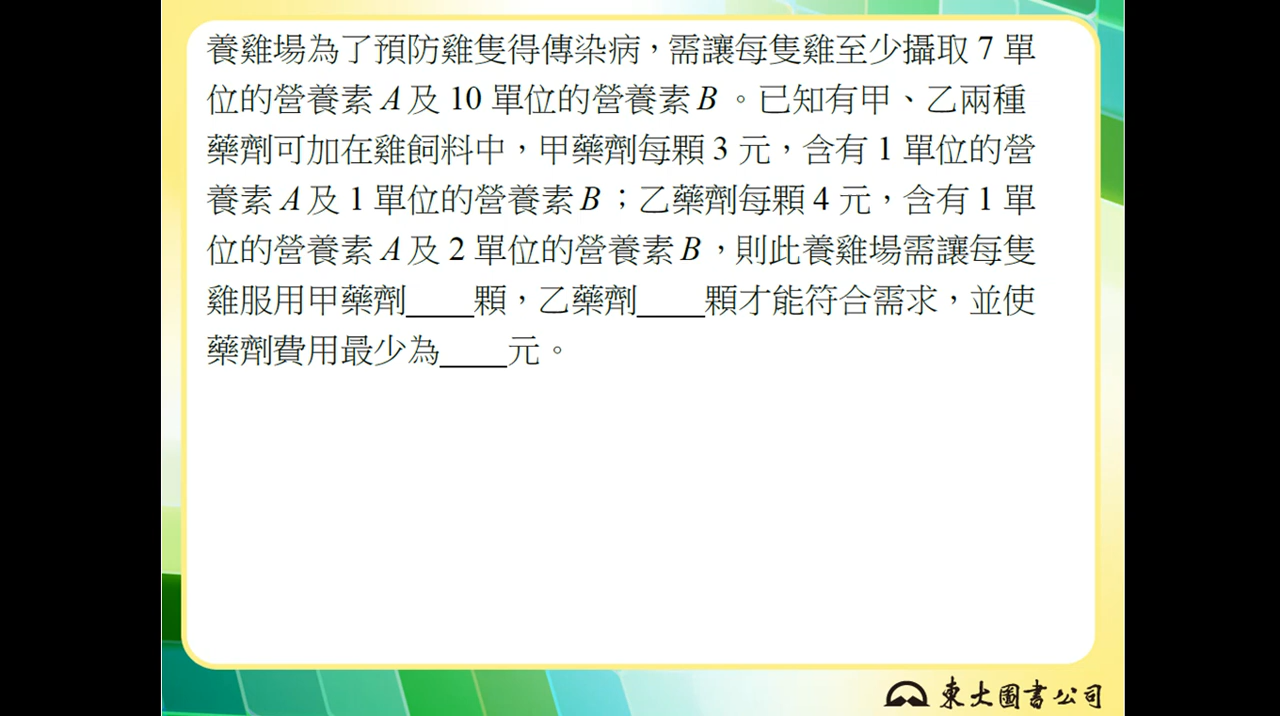 養雞場為了預防雞隻得傳染病，需讓每隻雞至少攝取 7 單
位的營養素 A 及 10 單位的營養素 B 。已知有甲、乙兩種
藥劑可加在雞飼料中，甲藥劑每顆 3 元，含有 1 單位的營
養素 A 及 1 單位的營養素 B；乙藥劑每顆 4 元，含有 1 單
位的營養素 A 及 2 單位的營養素 B，則此養雞場需讓每隻
雞服用甲藥劑____顆，乙藥劑____顆才能符合需求，並使
藥劑費用最少為____元。
東大圖書公司